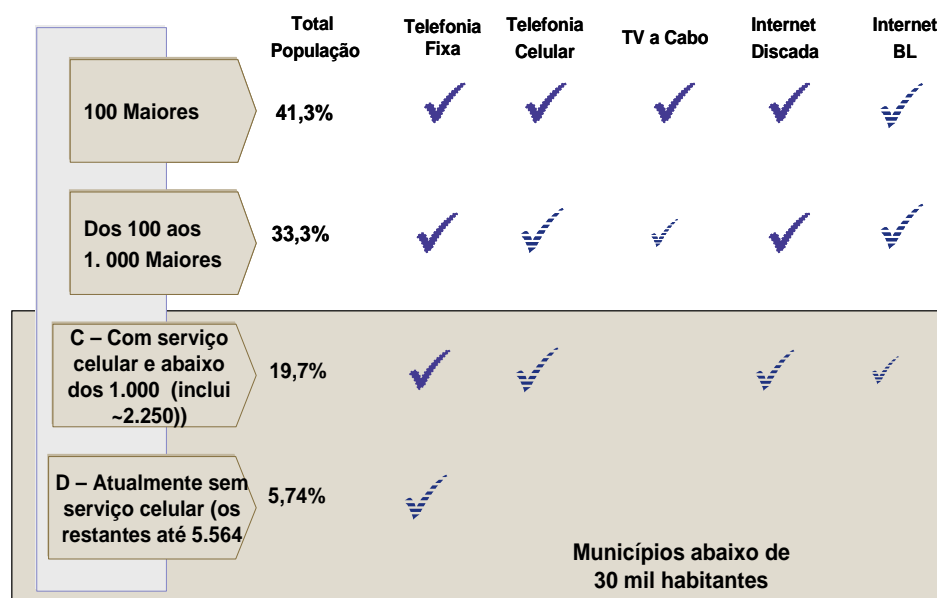 Total População
Telefonia Fixa
Telefonia Celular
TV a Cabo
Internet Discada
Internet BL
100 Maiores
41,3%
Dos 100 aos
1. 000 Maiores
33,3%
C – Com serviço
celular e abaixo
dos 1.000 (inclui
~2.250))
19,7%
D – Atualmente sem
serviço celular (os
restantes até 5.564
5,74%
Municípios abaixo de
30 mil habitantes